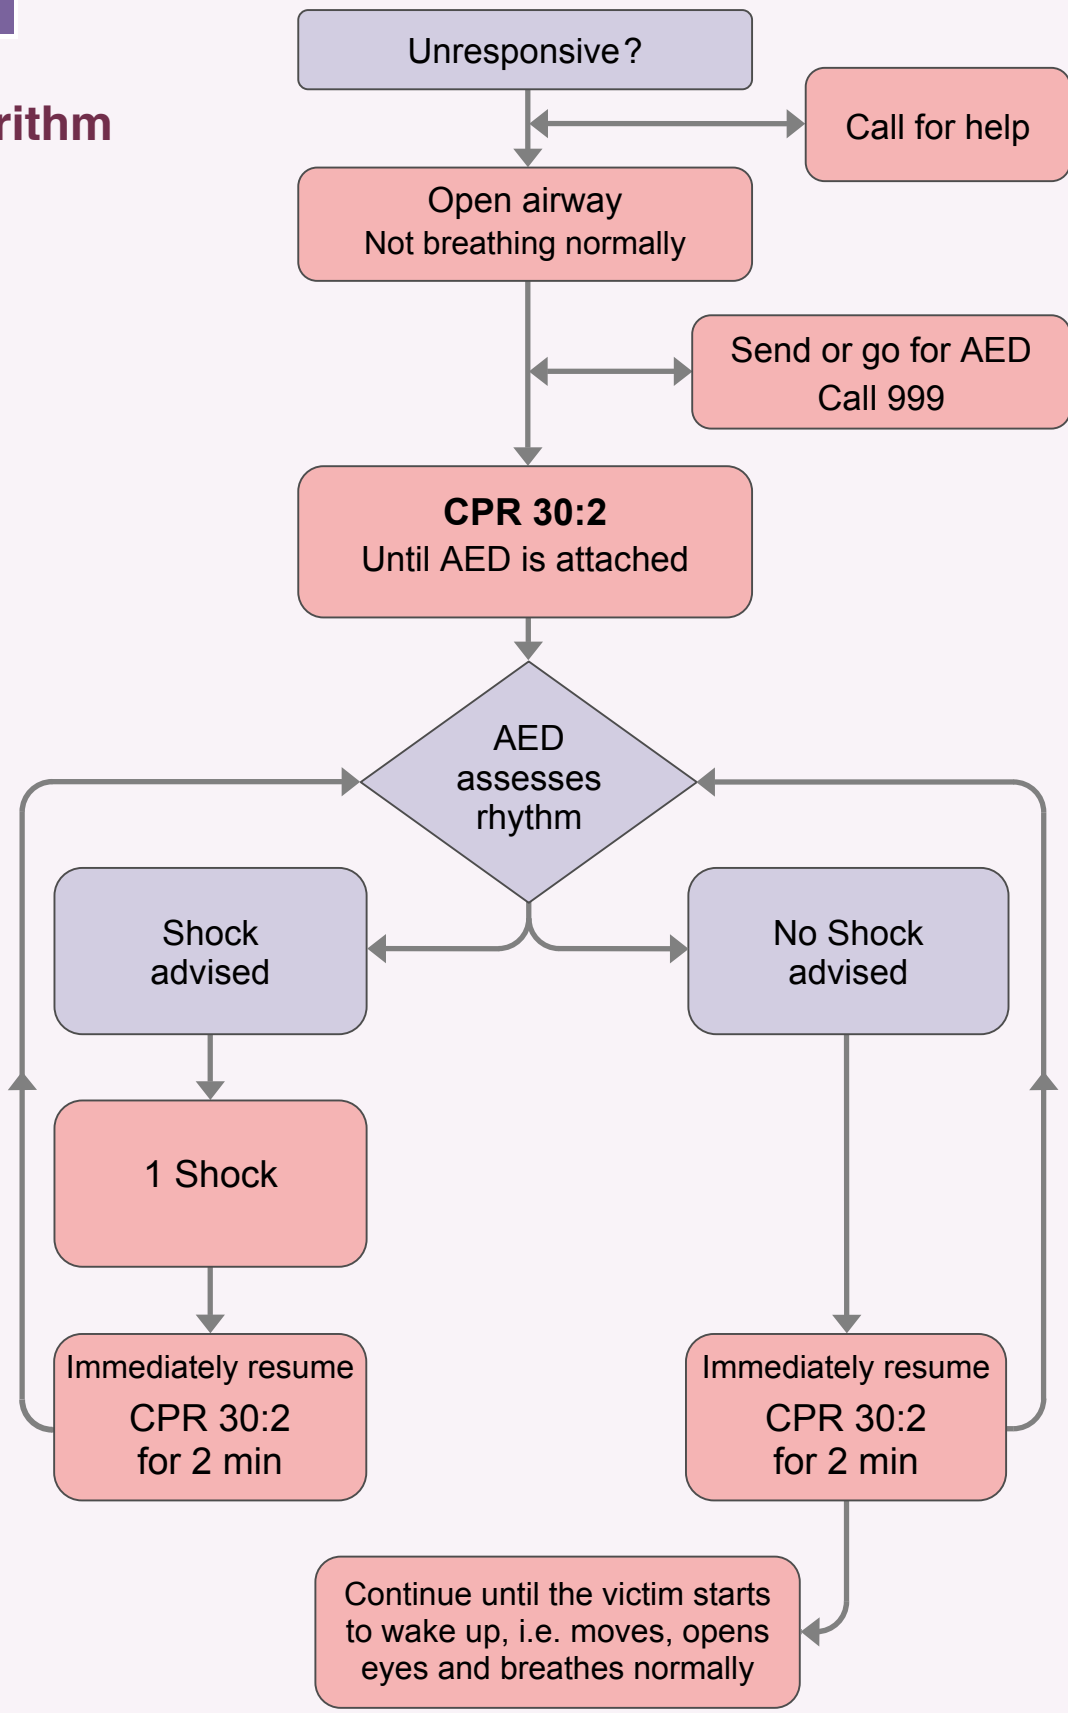 rithm
Unresponsive?
Call for help
Open airway
Not breathing normally
Send or go for AED
Call 999
CPR 30:2
Until AED is attached
AED
assesses
rhythm
Shock
advised
No Shock
advised
1 Shock
Immediately resume
CPR 30:2
for 2 min
Immediately resume
CPR 30:2
for 2 min
Continue until the victim starts
to wake up, i.e. moves, opens
eyes and breathes normally